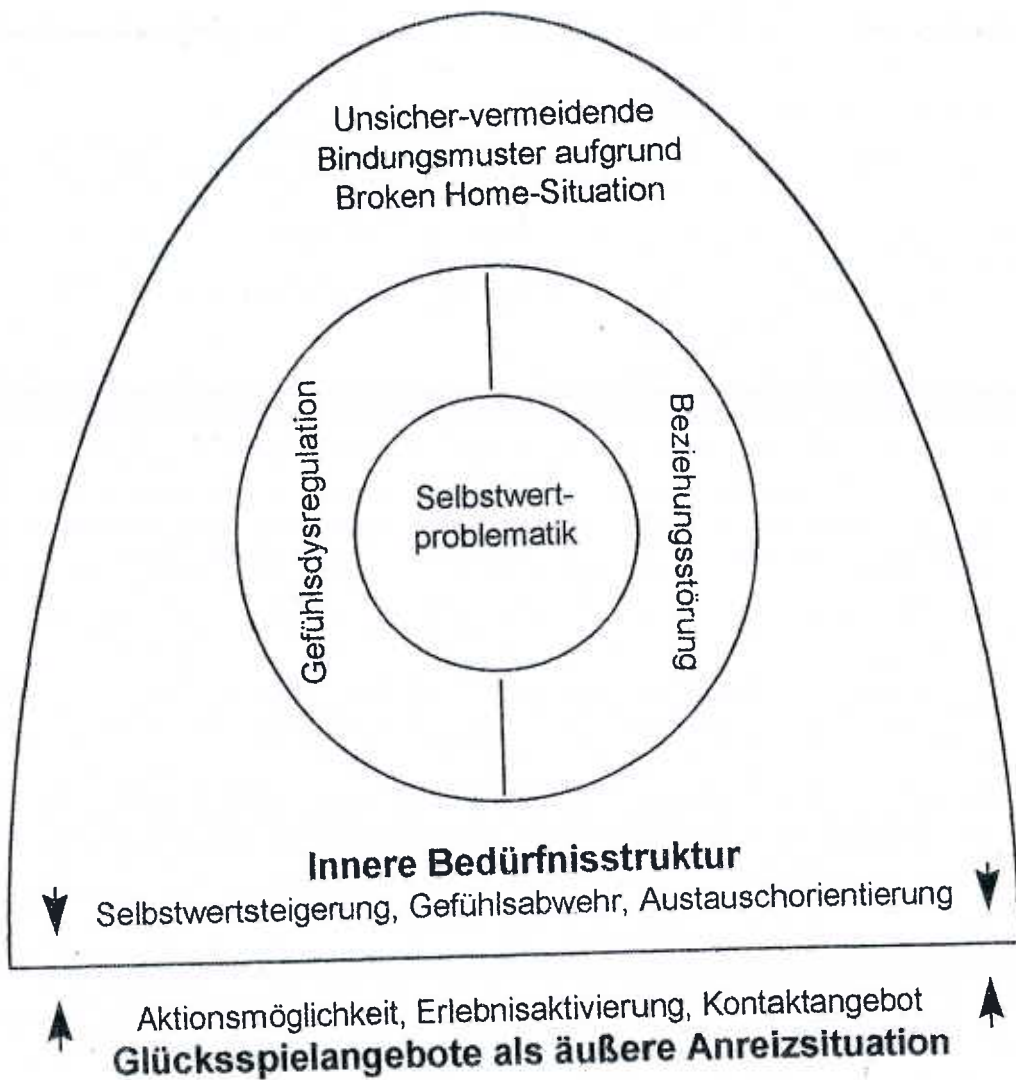 Unsicher-vermeidende
Bindungsmuster aufgrund
Broken Home-Situation
Gefühlsdysregulation
Selbstwert-
problematik
Beziehungsstörung
Innere Bedürfnisstruktur
Selbstwertsteigerung, Gefühlsabwehr, Austauschorientierung
Aktionsmöglichkeit, Erlebnisaktivierung, Kontaktangebot
Glücksspielangebote als äußere Anreizsituation